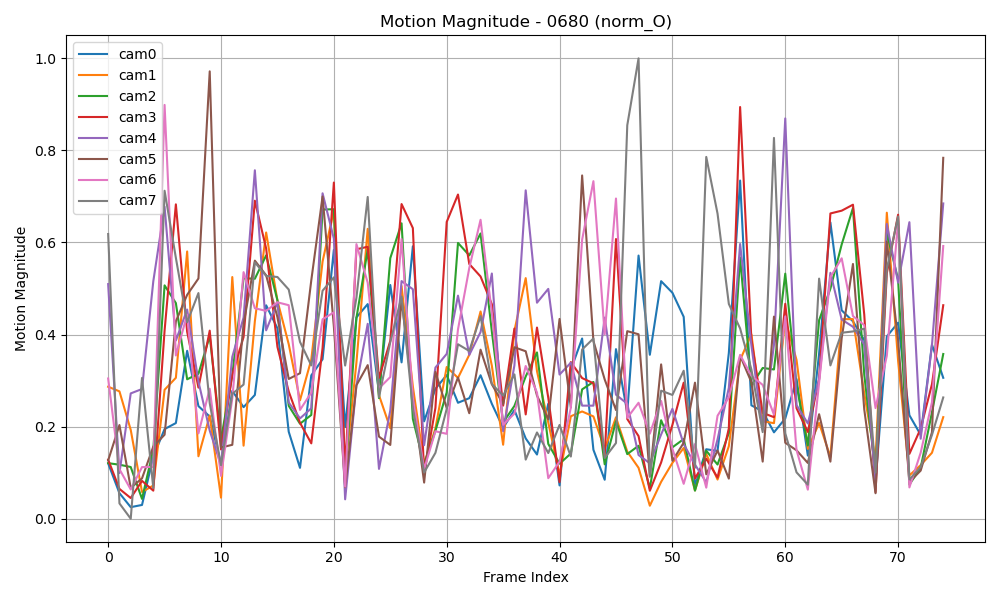 Motion Magnitude - 0680 (norm_O)
cam0
cam1
cam2
cam3
cam4
cam5
cam6
cam7
1.0
0.8
0.6
0.4
0.2
0.0
Motion Magnitude
0 10 20 30 40 50 60 70
Frame Index